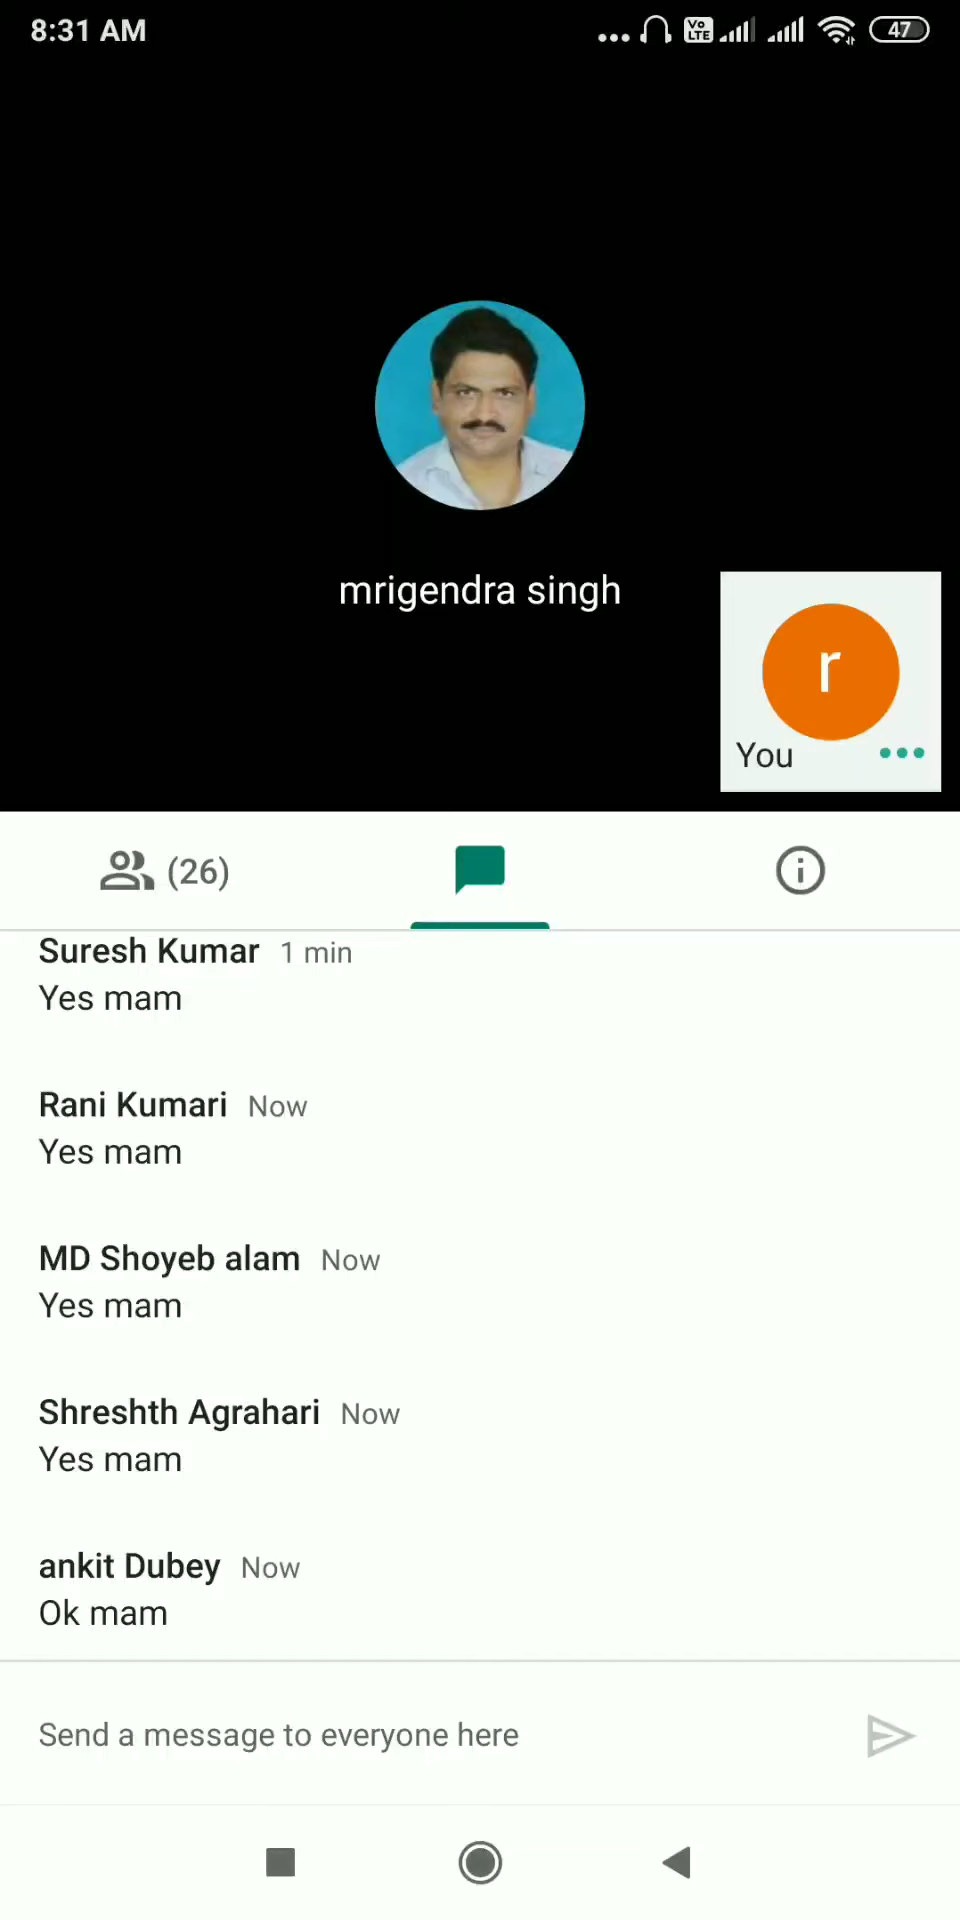 8:31 AM
Vo
LTE
47
mrigendra singh
r
You
(26)
Suresh Kumar 1 min
Yes mam
Rani Kumari Now
Yes mam
MD Shoyeb alam Now
Yes mam
Shreshth Agrahari Now
Yes mam
ankit Dubey Now
Ok mam
Send a message to everyone here